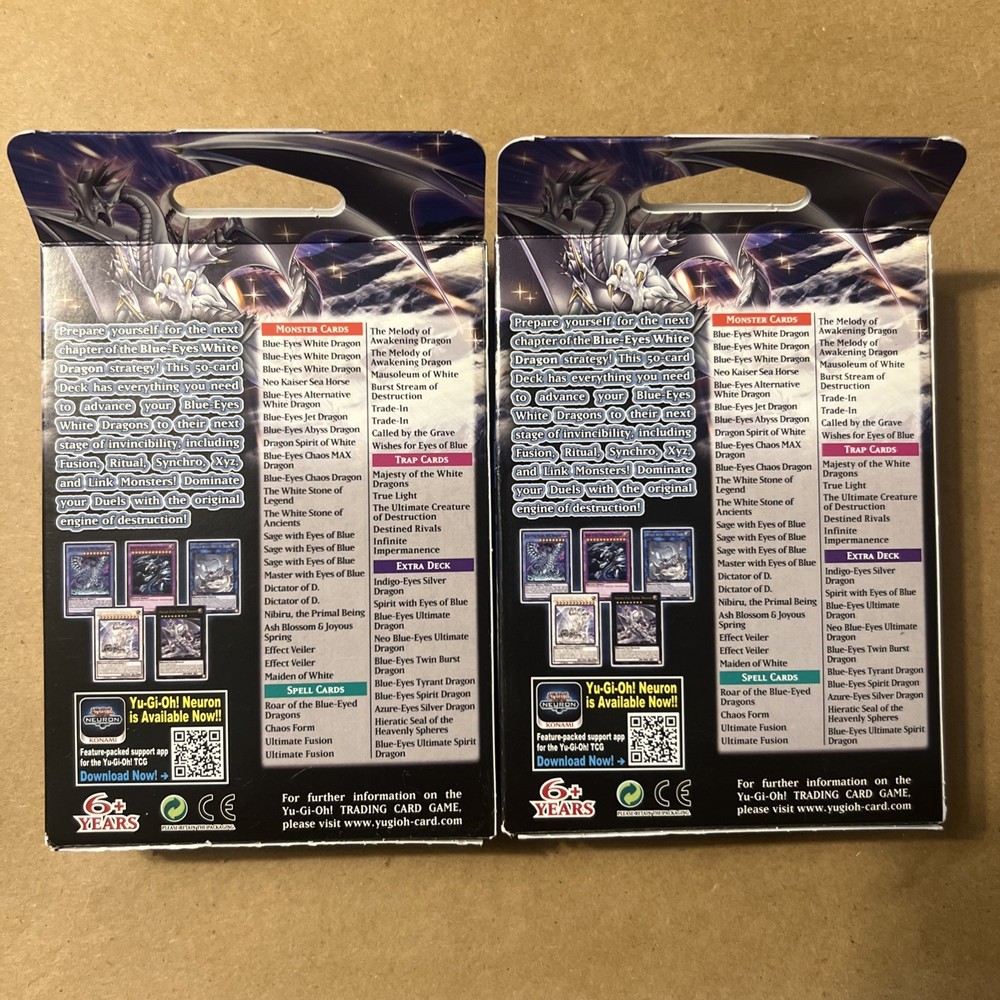 Prepare yourself for the next
chapter of the Blue-Eyes White
Dragon strategy! This 50-card
Deck has everything you need
to advance your Blue-Eyes
White Dragons to their next
stage of invincibility, including
Fusion, Ritual, Synchro, Xyz,
and Link Monsters! Dominate
your Duels with the original
engine of destruction!
MONSTER CARDS
Blue-Eyes White Dragon
Blue-Eyes White Dragon
Blue-Eyes White Dragon
Neo Kaiser Sea Horse
Blue-Eyes Alternative
White Dragon
Blue-Eyes Jet Dragon
Blue-Eyes Abyss Dragon
Dragon Spirit of White
Blue-Eyes Chaos MAX
Dragon
Blue-Eyes Chaos Dragon
The White Stone of
Legend
The White Stone of
Ancients
Sage with Eyes of Blue
Sage with Eyes of Blue
Sage with Eyes of Blue
Master with Eyes of Blue
Dictator of D.
Dictator of D.
Nibiru, the Primal Being
Ash Blossom & Joyous
Spring
Effect Veiler
Effect Veiler
Maiden of White
SPELL CARDS
Roar of the Blue-Eyed
Dragons
Chaos Form
Ultimate Fusion
Ultimate Fusion
The Melody of
Awakening Dragon
The Melody of
Awakening Dragon
Mausoleum of White
Burst Stream of
Destruction
Trade-In
Trade-In
Called by the Grave
Wishes for Eyes of Blue
TRAP CARDS
Majesty of the White
Dragons
True Light
The Ultimate Creature
of Destruction
Destined Rivals
Infinite
Impermanence
EXTRA DECK
Indigo-Eyes Silver
Dragon
Spirit with Eyes of Blue
Blue-Eyes Ultimate
Dragon
Neo Blue-Eyes Ultimate
Dragon
Blue-Eyes Twin Burst
Dragon
Blue-Eyes Tyrant Dragon
Blue-Eyes Spirit Dragon
Azure-Eyes Silver Dragon
Hieratic Seal of the
Heavenly Spheres
Blue-Eyes Ultimate Spirit
Dragon
NEURON
KONAMI
Yu-Gi-Oh! Neuron
is Available Now!!
Feature-packed support app
for the Yu-Gi-Oh! TCG
Download Now! →
6+
YEARS
PLEASE RETAIN THE PACKAGING.
CE
For further information on the
Yu-Gi-Oh! TRADING CARD GAME,
please visit www.yugioh-card.com
Prepare yourself for the next
chapter of the Blue-Eyes White
Dragon strategy! This 50-card
Deck has everything you need
to advance your Blue-Eyes
White Dragons to their next
stage of invincibility, including
Fusion, Ritual, Synchro, Xyz,
and Link Monsters! Dominate
your Duels with the original
engine of destruction!
MONSTER CARDS
Blue-Eyes White Dragon
Blue-Eyes White Dragon
Blue-Eyes White Dragon
Neo Kaiser Sea Horse
Blue-Eyes Alternative
White Dragon
Blue-Eyes Jet Dragon
Blue-Eyes Abyss Dragon
Dragon Spirit of White
Blue-Eyes Chaos MAX
Dragon
Blue-Eyes Chaos Dragon
The White Stone of
Legend
The White Stone of
Ancients
Sage with Eyes of Blue
Sage with Eyes of Blue
Sage with Eyes of Blue
Master with Eyes of Blue
Dictator of D.
Dictator of D.
Nibiru, the Primal Being
Ash Blossom & Joyous
Spring
Effect Veiler
Effect Veiler
Maiden of White
SPELL CARDS
Roar of the Blue-Eyed
Dragons
Chaos Form
Ultimate Fusion
Ultimate Fusion
The Melody of
Awakening Dragon
The Melody of
Awakening Dragon
Mausoleum of White
Burst Stream of
Destruction
Trade-In
Trade-In
Called by the Grave
Wishes for Eyes of Blue
TRAP CARDS
Majesty of the White
Dragons
True Light
The Ultimate Creature
of Destruction
Destined Rivals
Infinite
Impermanence
EXTRA DECK
Indigo-Eyes Silver
Dragon
Spirit with Eyes of Blue
Blue-Eyes Ultimate
Dragon
Neo Blue-Eyes Ultimate
Dragon
Blue-Eyes Twin Burst
Dragon
Blue-Eyes Tyrant Dragon
Blue-Eyes Spirit Dragon
Azure-Eyes Silver Dragon
Hieratic Seal of the
Heavenly Spheres
Blue-Eyes Ultimate Spirit
Dragon
NEURON
KONAMI
Yu-Gi-Oh! Neuron
is Available Now!!
Feature-packed support app
for the Yu-Gi-Oh! TCG
Download Now! →
6+
YEARS
PLEASE RETAIN THE PACKAGING.
CE
For further information on the
Yu-Gi-Oh! TRADING CARD GAME,
please visit www.yugioh-card.com